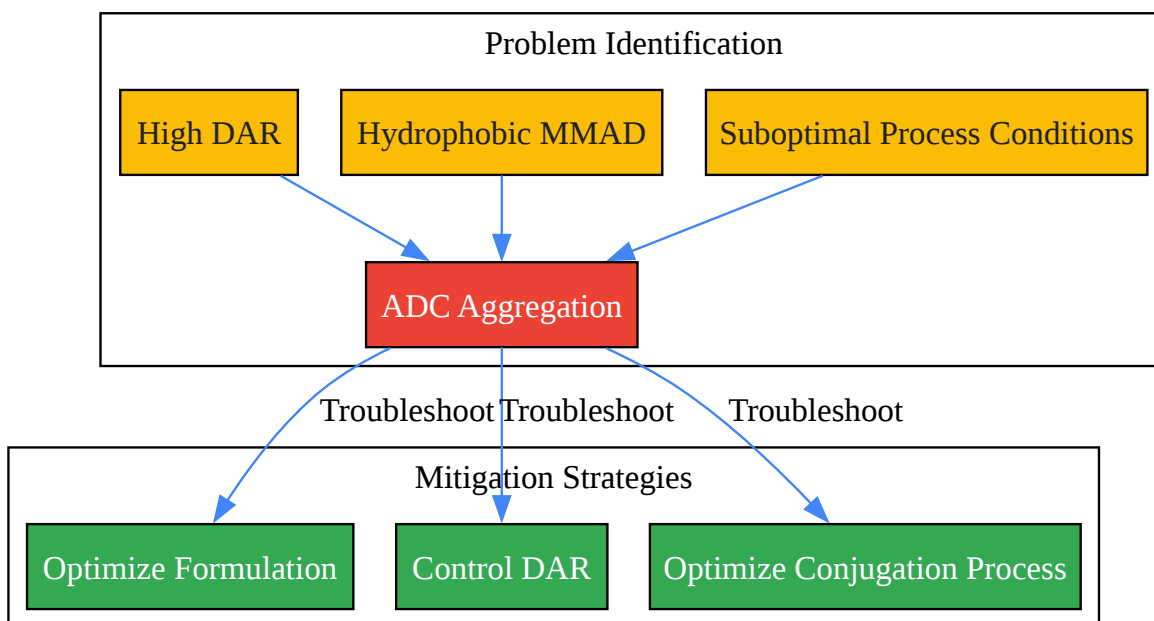 Problem Identification
High DAR
Hydrophobic MMAD
Suboptimal Process Conditions
ADC Aggregation
Troubleshoot
Troubleshoot
Troubleshoot
Mitigation Strategies
Optimize Formulation
Control DAR
Optimize Conjugation Process